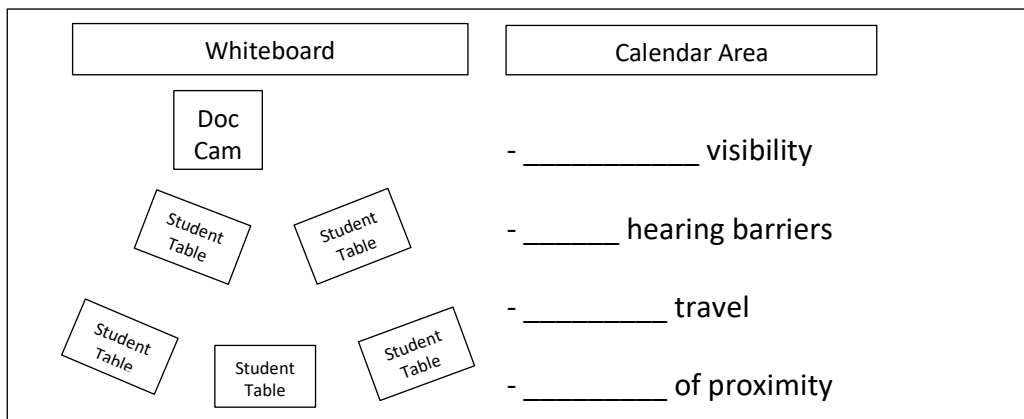 Whiteboard
Calendar Area
Doc
Cam
- ___________ visibility
Student
Table
Student
Table
- ______ hearing barriers
- _________ travel
Student
Table
Student
Table
Student
Table
- _________ of proximity